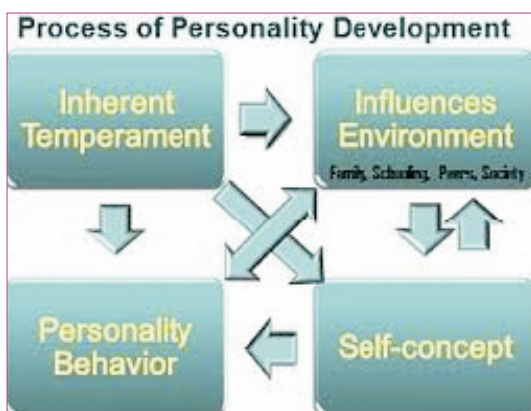 Process of Personality Development
Inherent
Temperament
Influences
Environment
Family, Schooling, Peers, Society
Personality
Behavior
Self-concept